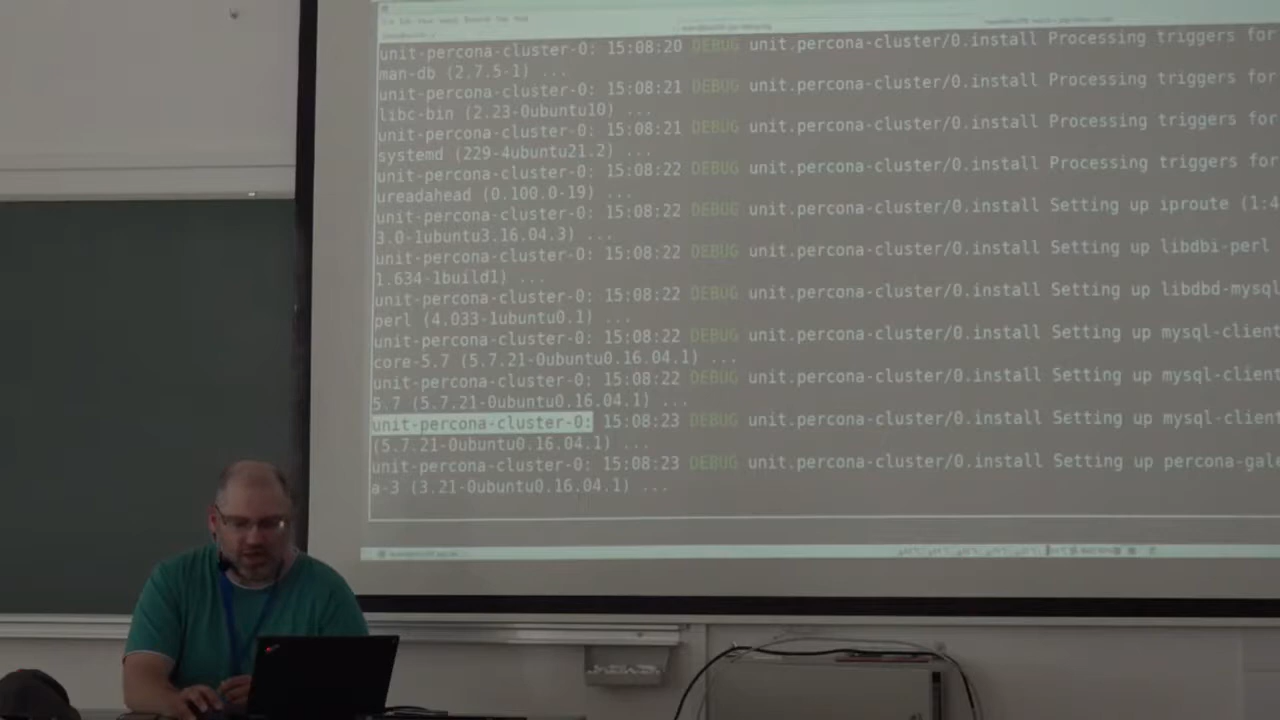 unit-percona-cluster-0: 15:08:20 DEBUG unit.percona-cluster/0.install Processing triggers for
man-db (2.7.5-1) ...
unit-percona-cluster-0: 15:08:21 DEBUG unit.percona-cluster/0.install Processing triggers for
libc-bin (2.23-0ubuntu10) ...
unit-percona-cluster-0: 15:08:21 DEBUG unit.percona-cluster/0.install Processing triggers for
systemd (229-4ubuntu21.2) ...
unit-percona-cluster-0: 15:08:22 DEBUG unit.percona-cluster/0.install Processing triggers for
ureadahead (0.100.0-19) ...
unit-percona-cluster-0: 15:08:22 DEBUG unit.percona-cluster/0.install Setting up iproute (1:4
3.0-1ubuntu3.16.04.3) ...
unit-percona-cluster-0: 15:08:22 DEBUG unit.percona-cluster/0.install Setting up libdbi-perl
1.634-1build1) ...
unit-percona-cluster-0: 15:08:22 DEBUG unit.percona-cluster/0.install Setting up libdbd-mysql
perl (4.033-1ubuntu0.1) ...
unit-percona-cluster-0: 15:08:22 DEBUG unit.percona-cluster/0.install Setting up mysql-client
core-5.7 (5.7.21-0ubuntu0.16.04.1) ...
unit-percona-cluster-0: 15:08:22 DEBUG unit.percona-cluster/0.install Setting up mysql-client
5.7 (5.7.21-0ubuntu0.16.04.1) ...
unit-percona-cluster-0: 15:08:23 DEBUG unit.percona-cluster/0.install Setting up mysql-client
(5.7.21-0ubuntu0.16.04.1) ...
unit-percona-cluster-0: 15:08:23 DEBUG unit.percona-cluster/0.install Setting up percona-gale
a-3 (3.21-0ubuntu0.16.04.1) ...